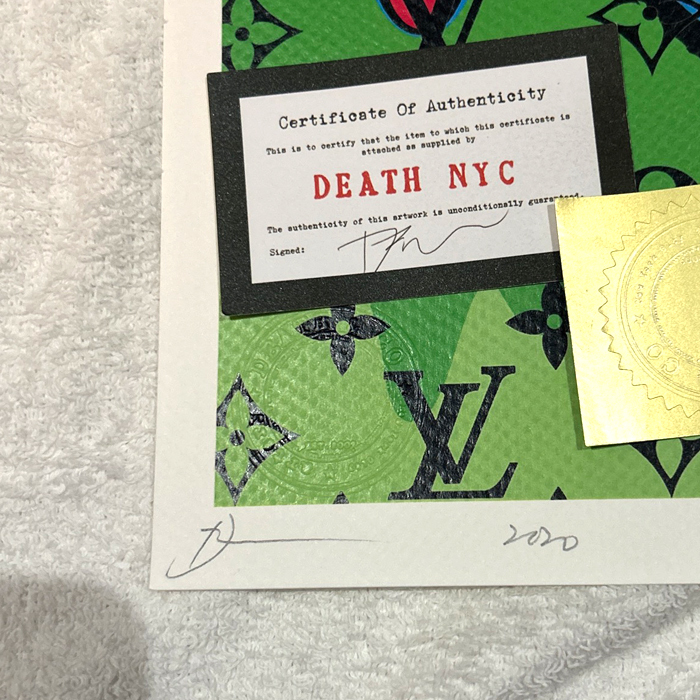 Certificate Of Authenticity
This is to certify that the item to which this certificate is
attached as supplied by
DEATH NYC
The authenticity of this artwork is unconditionally guaranteed.
Signed:
LV
2020